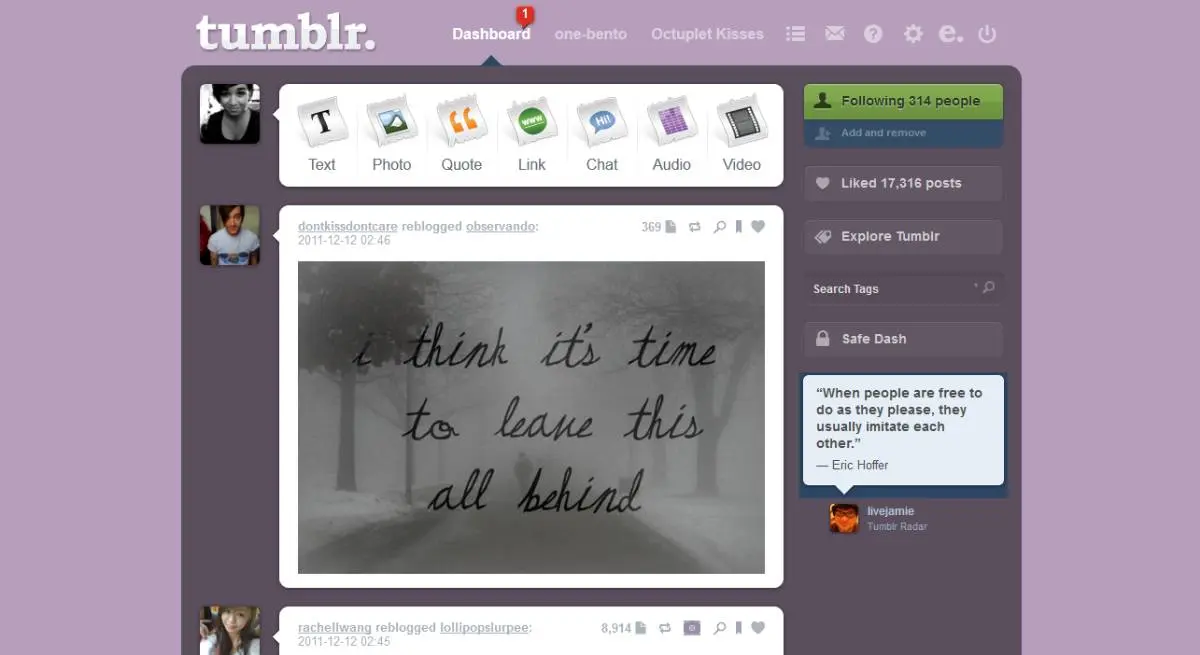 tumblr.
1
Dashboard one-bento Octuplet Kisses
e.
T
www
Hi!
Text Photo Quote Link Chat Audio Video
Following 314 people
Add and remove
Liked 17,316 posts
Explore Tumblr
Search Tags
Safe Dash
“When people are free to
do as they please, they
usually imitate each
other.”
— Eric Hoffer
livejamie
Tumblr Radar
dontkissdontcare reblogged observando:
369
2011-12-12 02:46
i think it's time
to leave this
all behind
rachellwang reblogged lollipopslurpee:
8,914
2011-12-12 02:45